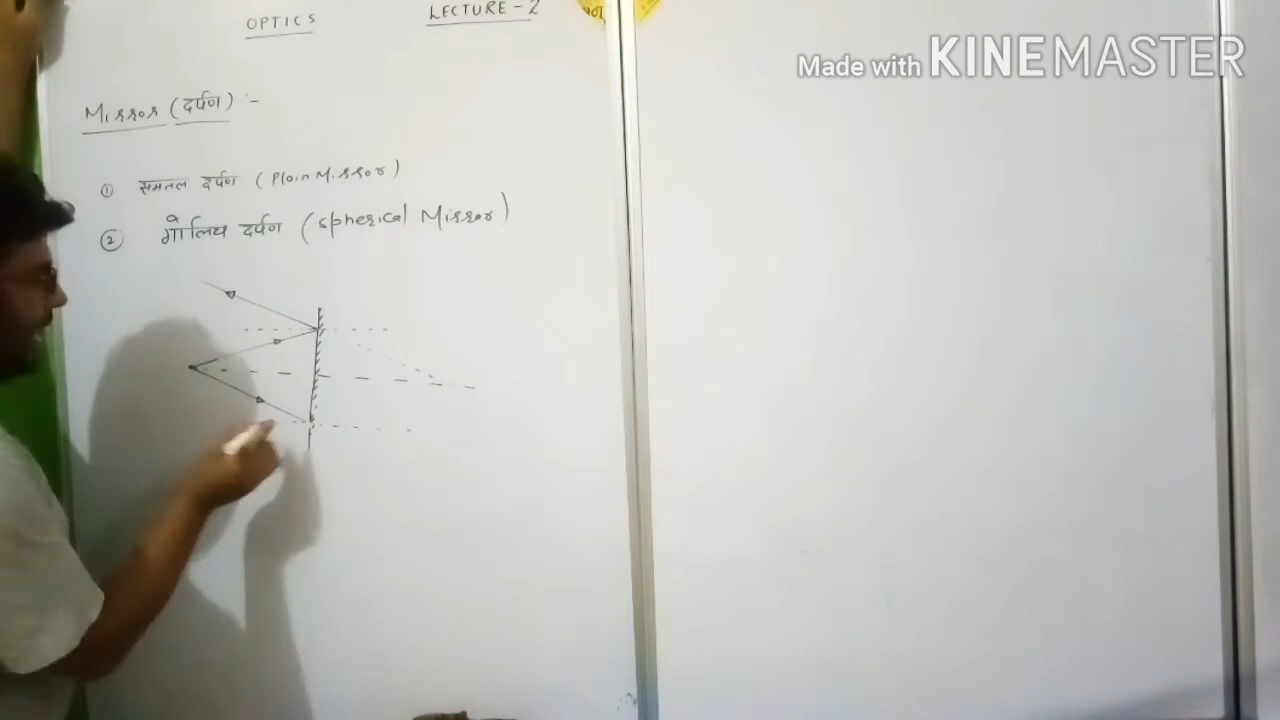 OPTICS LECTURE - 2
Made with KINEMASTER
Mirror (दर्पण) :-
① समतल दर्पण (Plain Mirror)
② गोलिय दर्पण (Spherical Mirror)